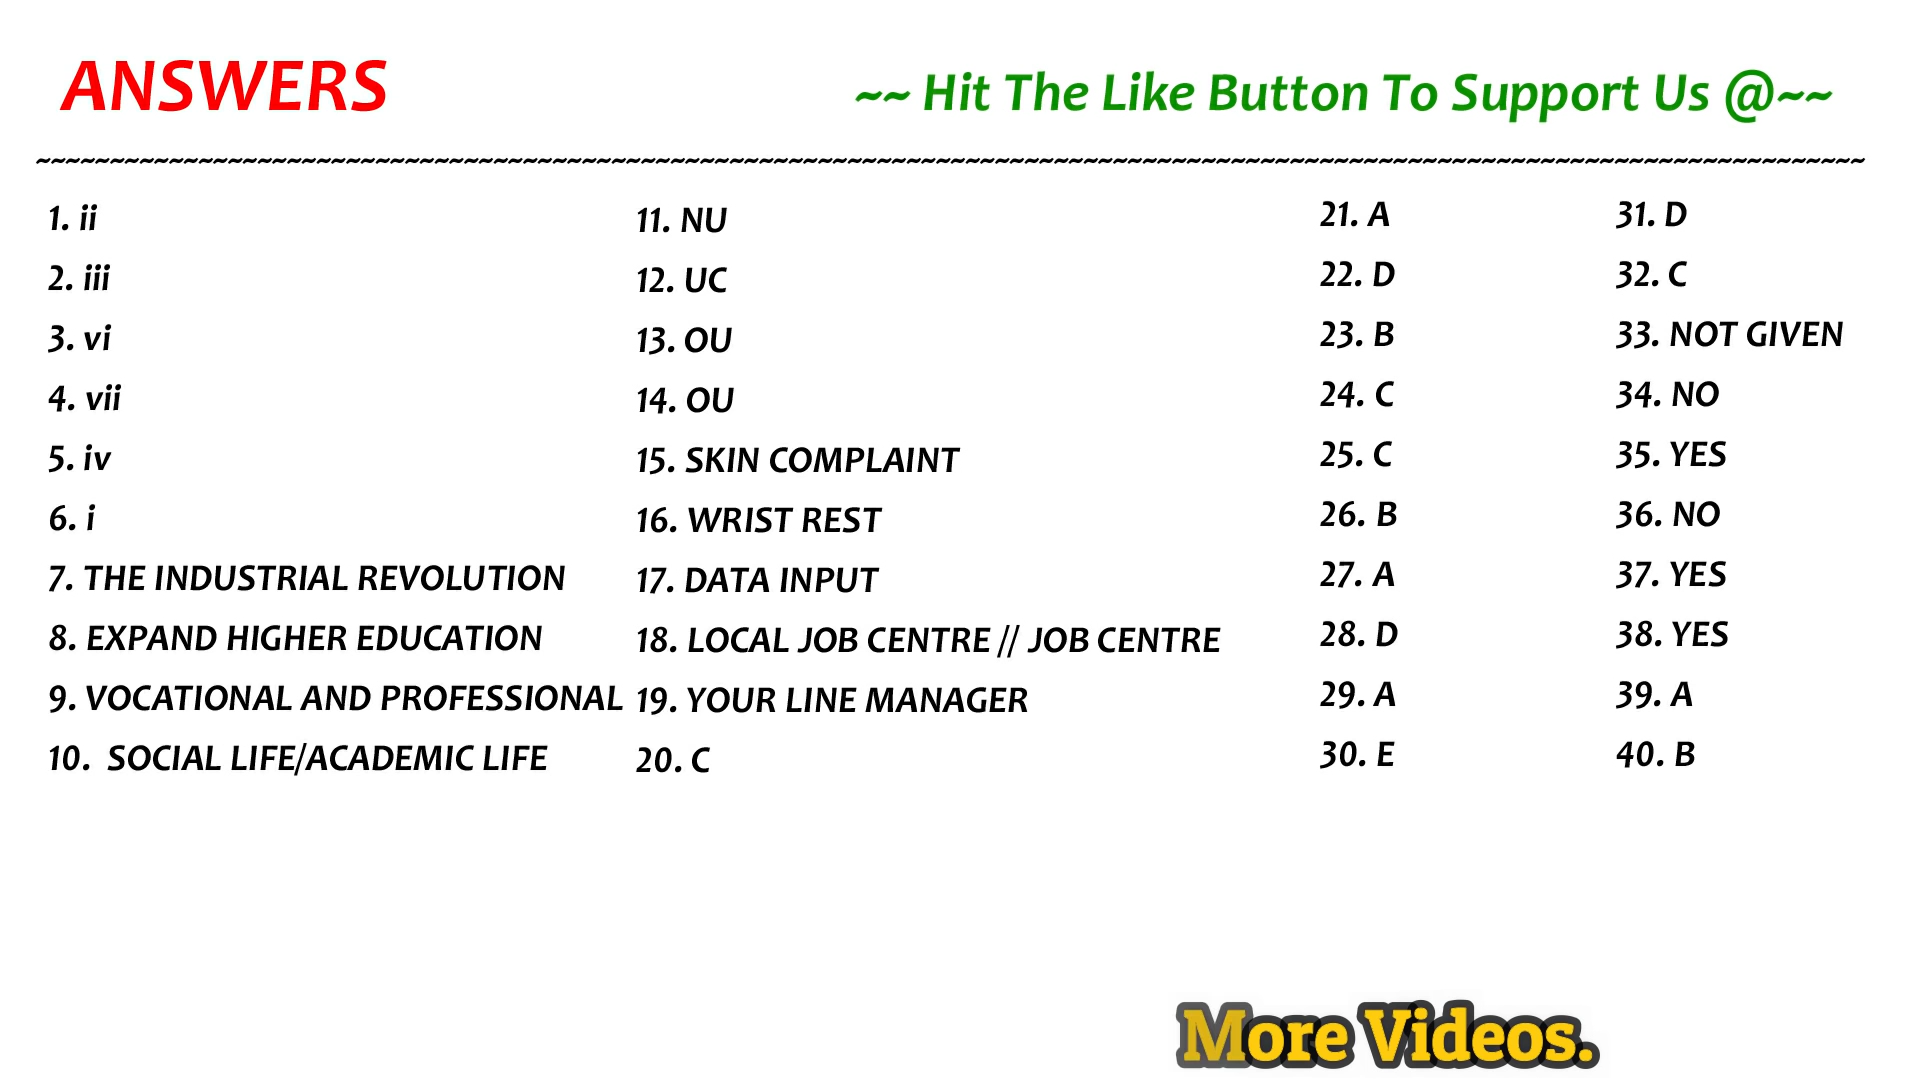 ANSWERS
~~ Hit The Like Button To Support Us @~~
~~~~~~~~~~~~~~~~~~~~~~~~~~~~~~~~~~~~~~~~~~~~~~~~~~~~~~~~~~~~~~~~~~~~~~~~~~~~~~~~~~~~~~~~~~~~~~~~~~~~~~~~~~~~~~~~~~~~~~~~~~~~
1. ii
2. iii
3. vi
4. vii
5. iv
6. i
7. THE INDUSTRIAL REVOLUTION
8. EXPAND HIGHER EDUCATION
9. VOCATIONAL AND PROFESSIONAL
10. SOCIAL LIFE/ACADEMIC LIFE
11. NU
12. UC
13. OU
14. OU
15. SKIN COMPLAINT
16. WRIST REST
17. DATA INPUT
18. LOCAL JOB CENTRE // JOB CENTRE
19. YOUR LINE MANAGER
20. C
21. A
22. D
23. B
24. C
25. C
26. B
27. A
28. D
29. A
30. E
31. D
32. C
33. NOT GIVEN
34. NO
35. YES
36. NO
37. YES
38. YES
39. A
40. B
More Videos.